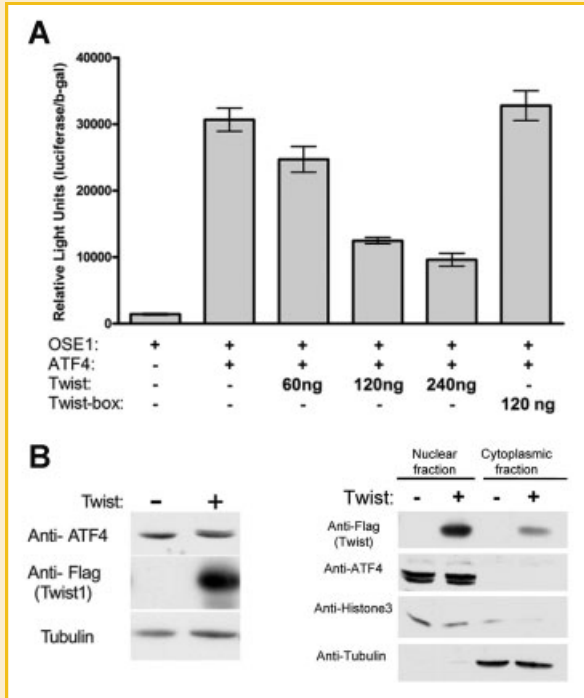 A
Relative Light Units (luciferase/b-gal)
40000
30000
20000
10000
0
OSE1: + + + + + +
ATF4: - + + + + +
Twist: - - 60ng 120ng 240ng -
Twist-box: - - - - - 120 ng
B
Twist: - +
Anti- ATF4
Anti- Flag
(Twist1)
Tubulin
Nuclear
fraction
Cytoplasmic
fraction
Twist: - + - +
Anti-Flag
(Twist)
Anti-ATF4
Anti-Histone3
Anti-Tubulin